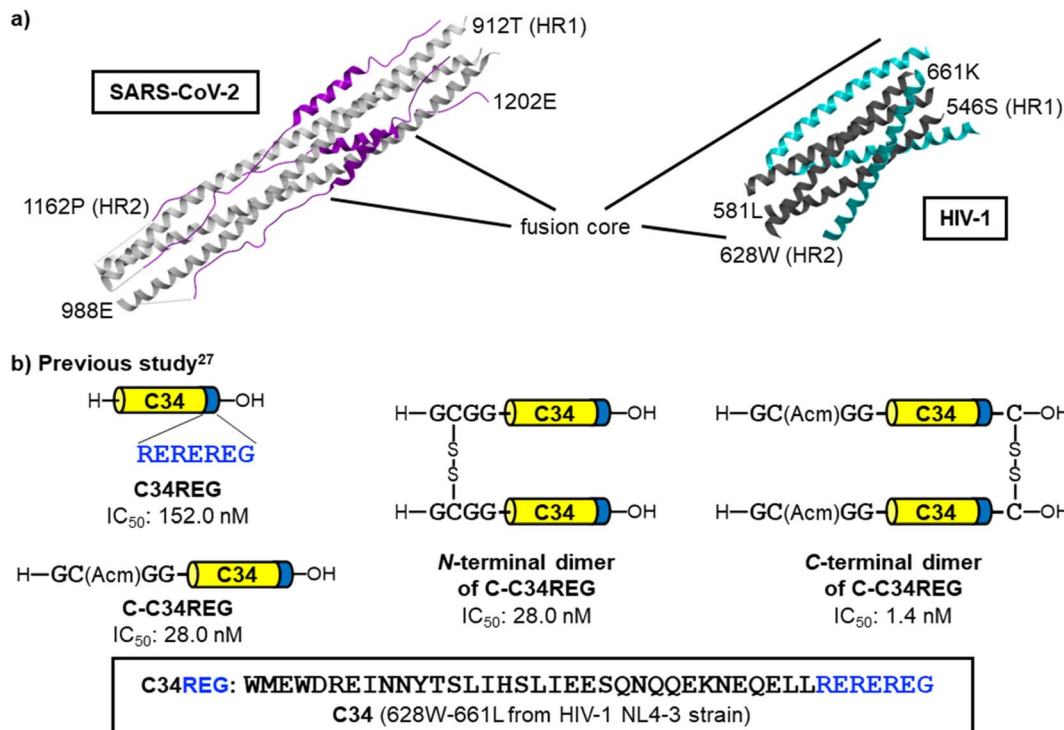 a)
912T (HR1)
SARS-CoV-2
661K
546S (HR1)
1202E
1162P (HR2)
fusion core
581L
HIV-1
628W (HR2)
988E
b) Previous study27
H C34 OH
REREREG
C34REG
IC50: 152.0 nM
H GC(Acm)GG C34 OH
C-C34REG
IC50: 28.0 nM
H GCGG C34 OH
S
S
H GCGG C34 OH
N-terminal dimer
of C-C34REG
IC50: 28.0 nM
H GC(Acm)GG C34 C OH
S
S
H GC(Acm)GG C34 C OH
C-terminal dimer
of C-C34REG
IC50: 1.4 nM
C34REG: WMEWDREINNYTSLIHSLIEESQNQQEKNEQELLREREREG
C34 (628W-661L from HIV-1 NL4-3 strain)